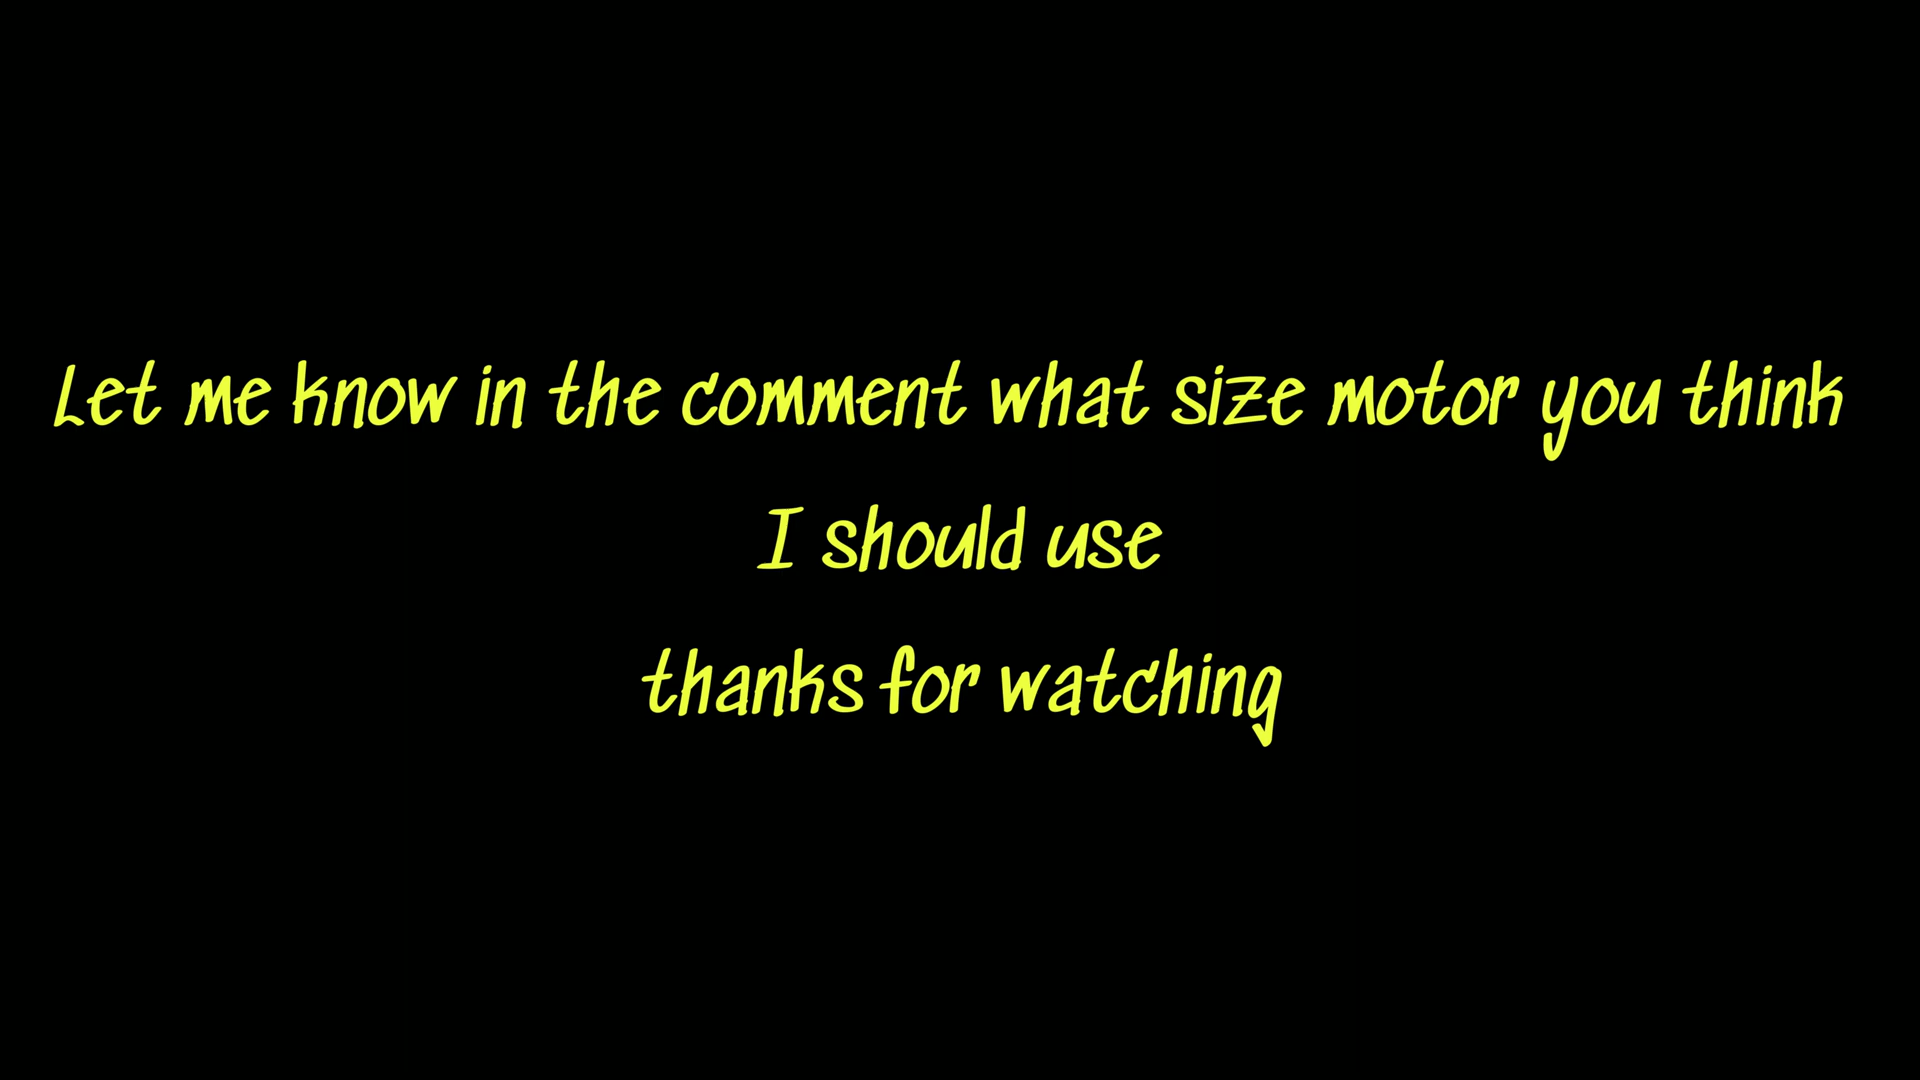 Let me know in the comment what size motor you think
I should use
thanks for watching